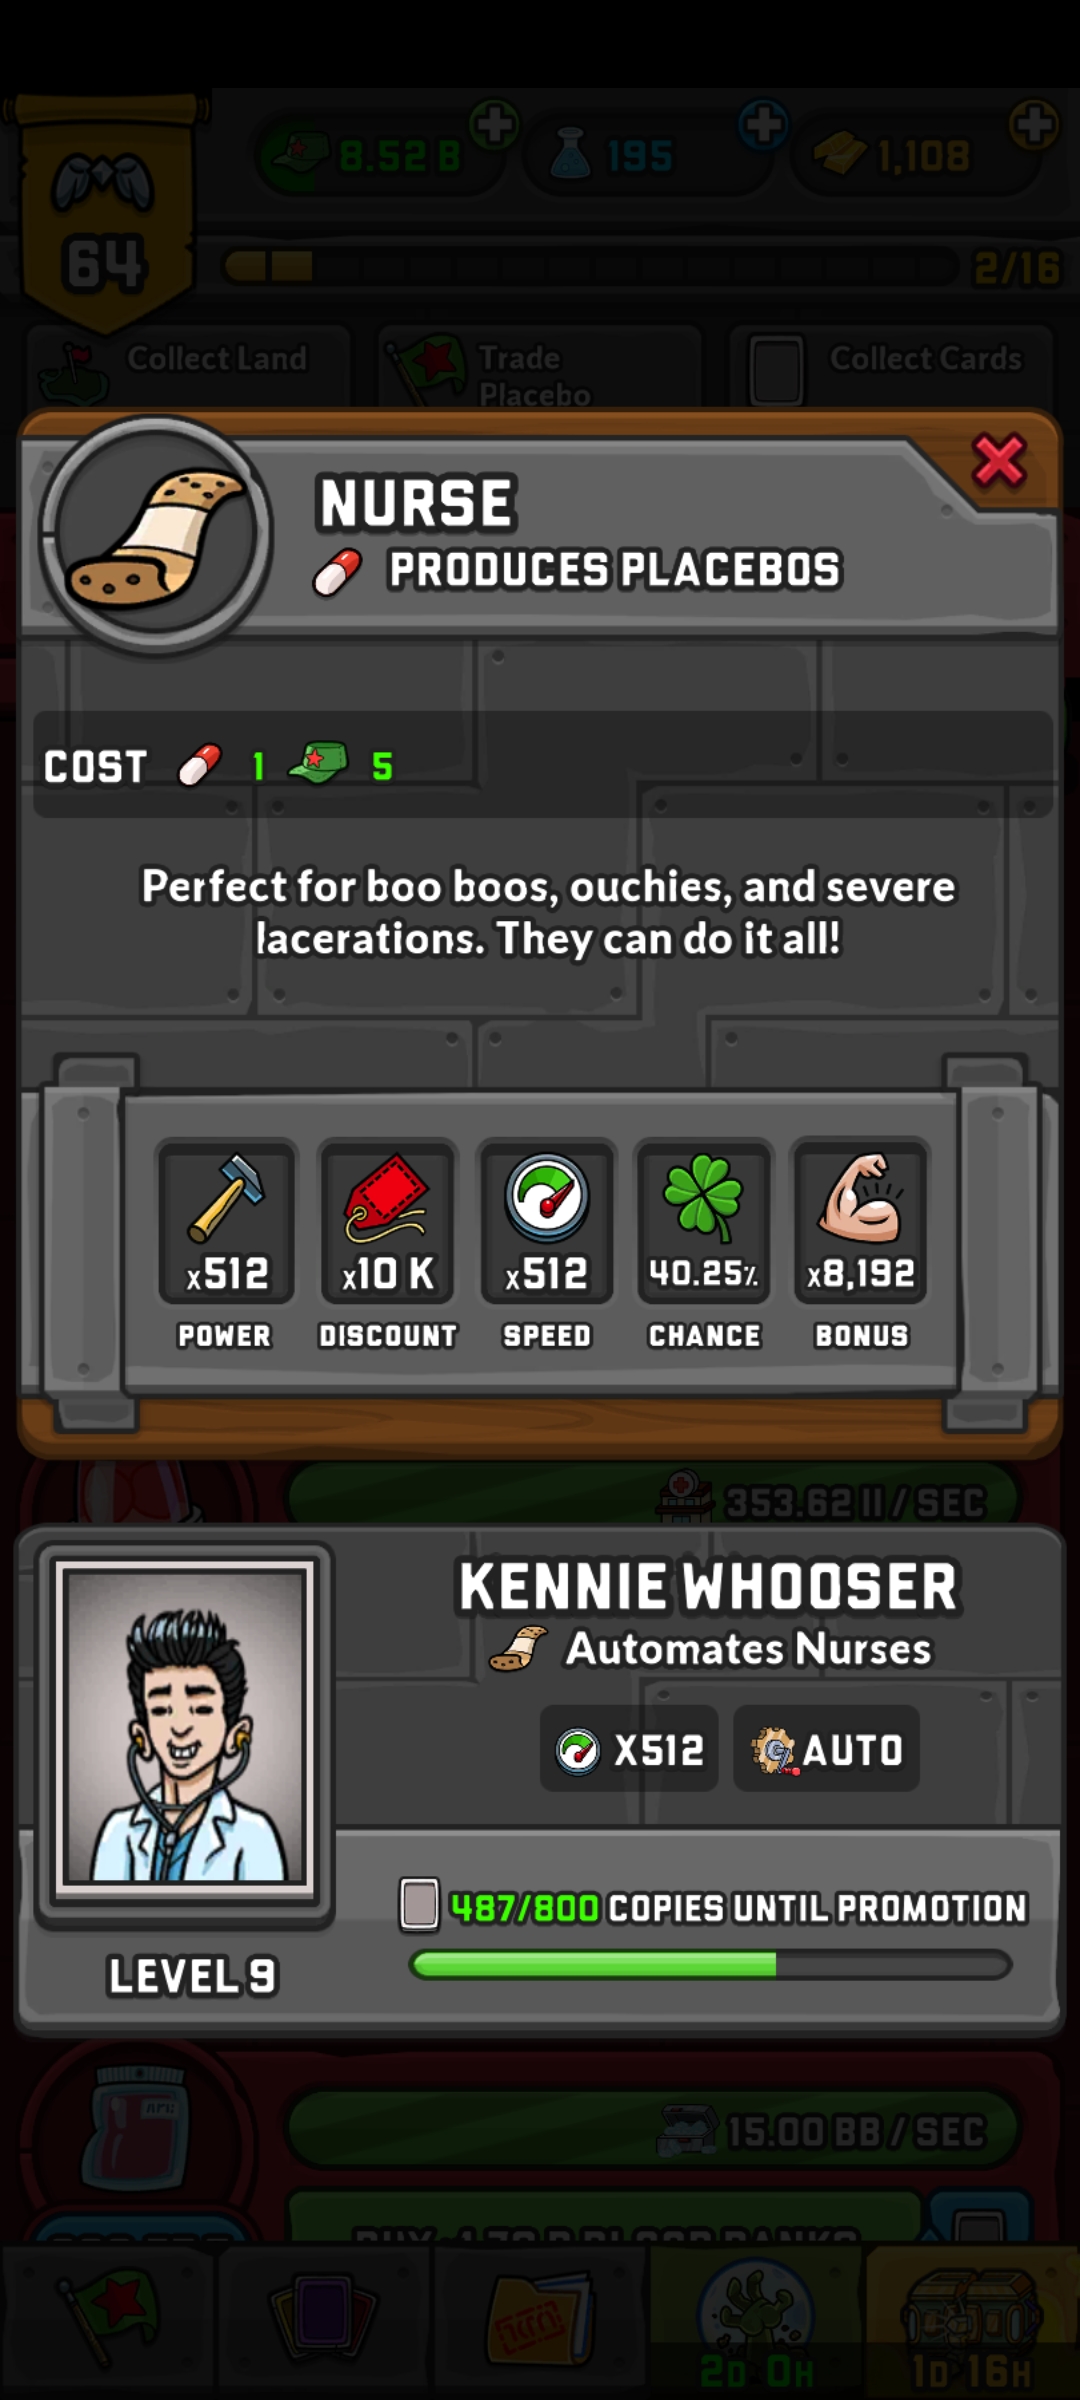 8.52 B
195
1,108
64
2/16
Collect Land
Trade
Placebo
Collect Cards
NURSE
PRODUCES PLACEBOS
COST 1 5
Perfect for boo boos, ouchies, and severe
lacerations. They can do it all!
x512
x10 K
x512
40.25%
x8,192
POWER
DISCOUNT
SPEED
CHANCE
BONUS
353.62 II / SEC
KENNIE WHOOSER
Automates Nurses
X512
AUTO
487/800 COPIES UNTIL PROMOTION
LEVEL 9
15.00 BB / SEC
2D 0H
1D 16H